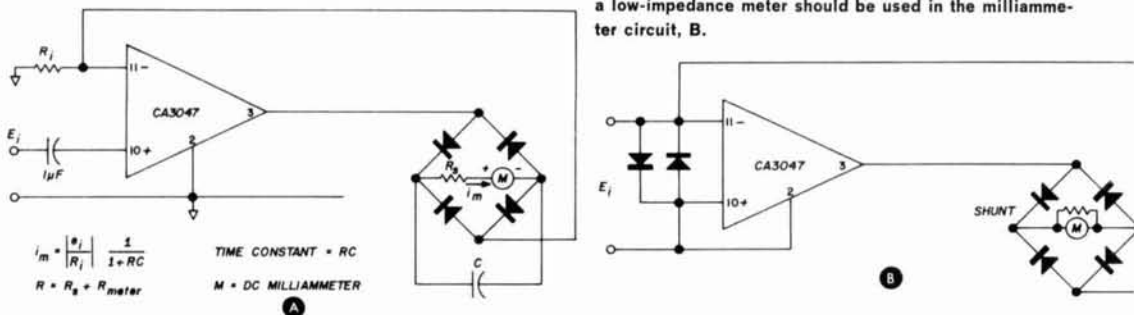 a low-impedance meter should be used in the milliamme-
ter circuit, B.
Ri
11-
CA3047
3
2
10+
Ei
1μF
Rs
+
M
-
im
C
im = |ei / Ri| 1 / 1+RC
TIME CONSTANT = RC
R = Rs + Rmeter
M = DC MILLIAMMETER
A
11-
CA3047
3
2
10+
Ei
SHUNT
M
B